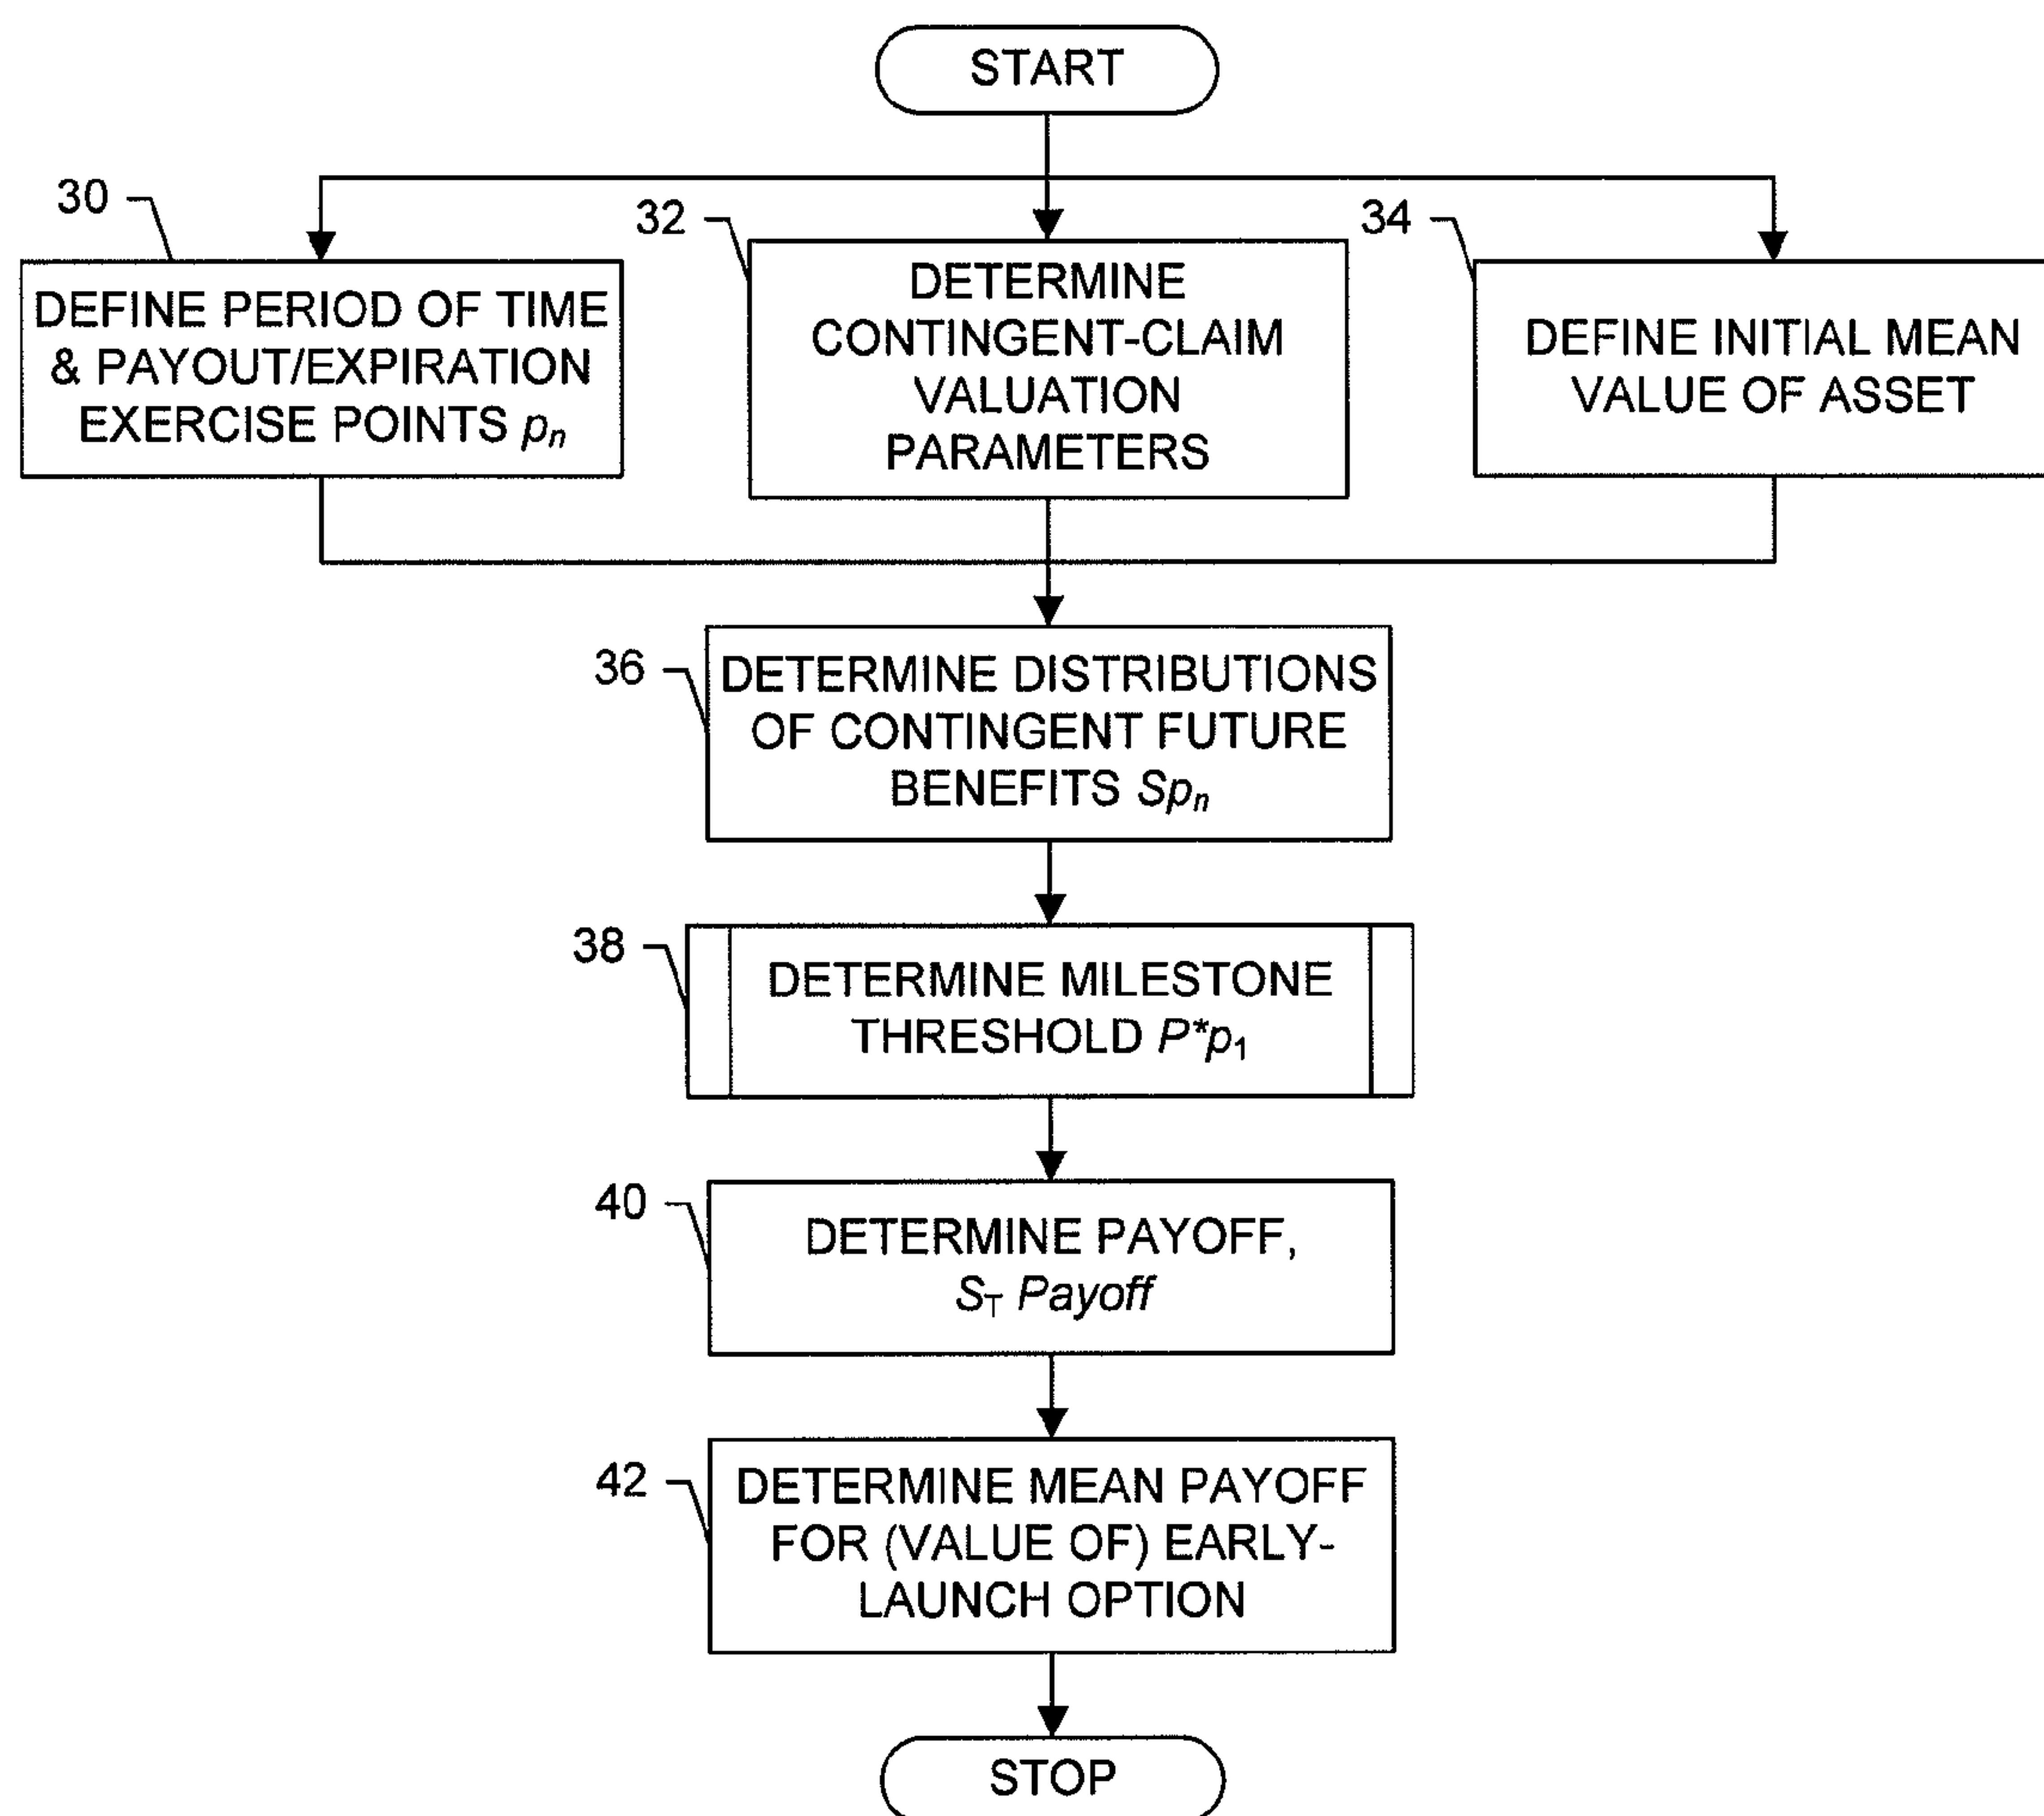 START
30
DEFINE PERIOD OF TIME
& PAYOUT/EXPIRATION
EXERCISE POINTS pn
32
DETERMINE
CONTINGENT-CLAIM
VALUATION
PARAMETERS
34
DEFINE INITIAL MEAN
VALUE OF ASSET
36
DETERMINE DISTRIBUTIONS
OF CONTINGENT FUTURE
BENEFITS Spn
38
DETERMINE MILESTONE
THRESHOLD P*p1
40
DETERMINE PAYOFF,
ST Payoff
42
DETERMINE MEAN PAYOFF
FOR (VALUE OF) EARLY-
LAUNCH OPTION
STOP